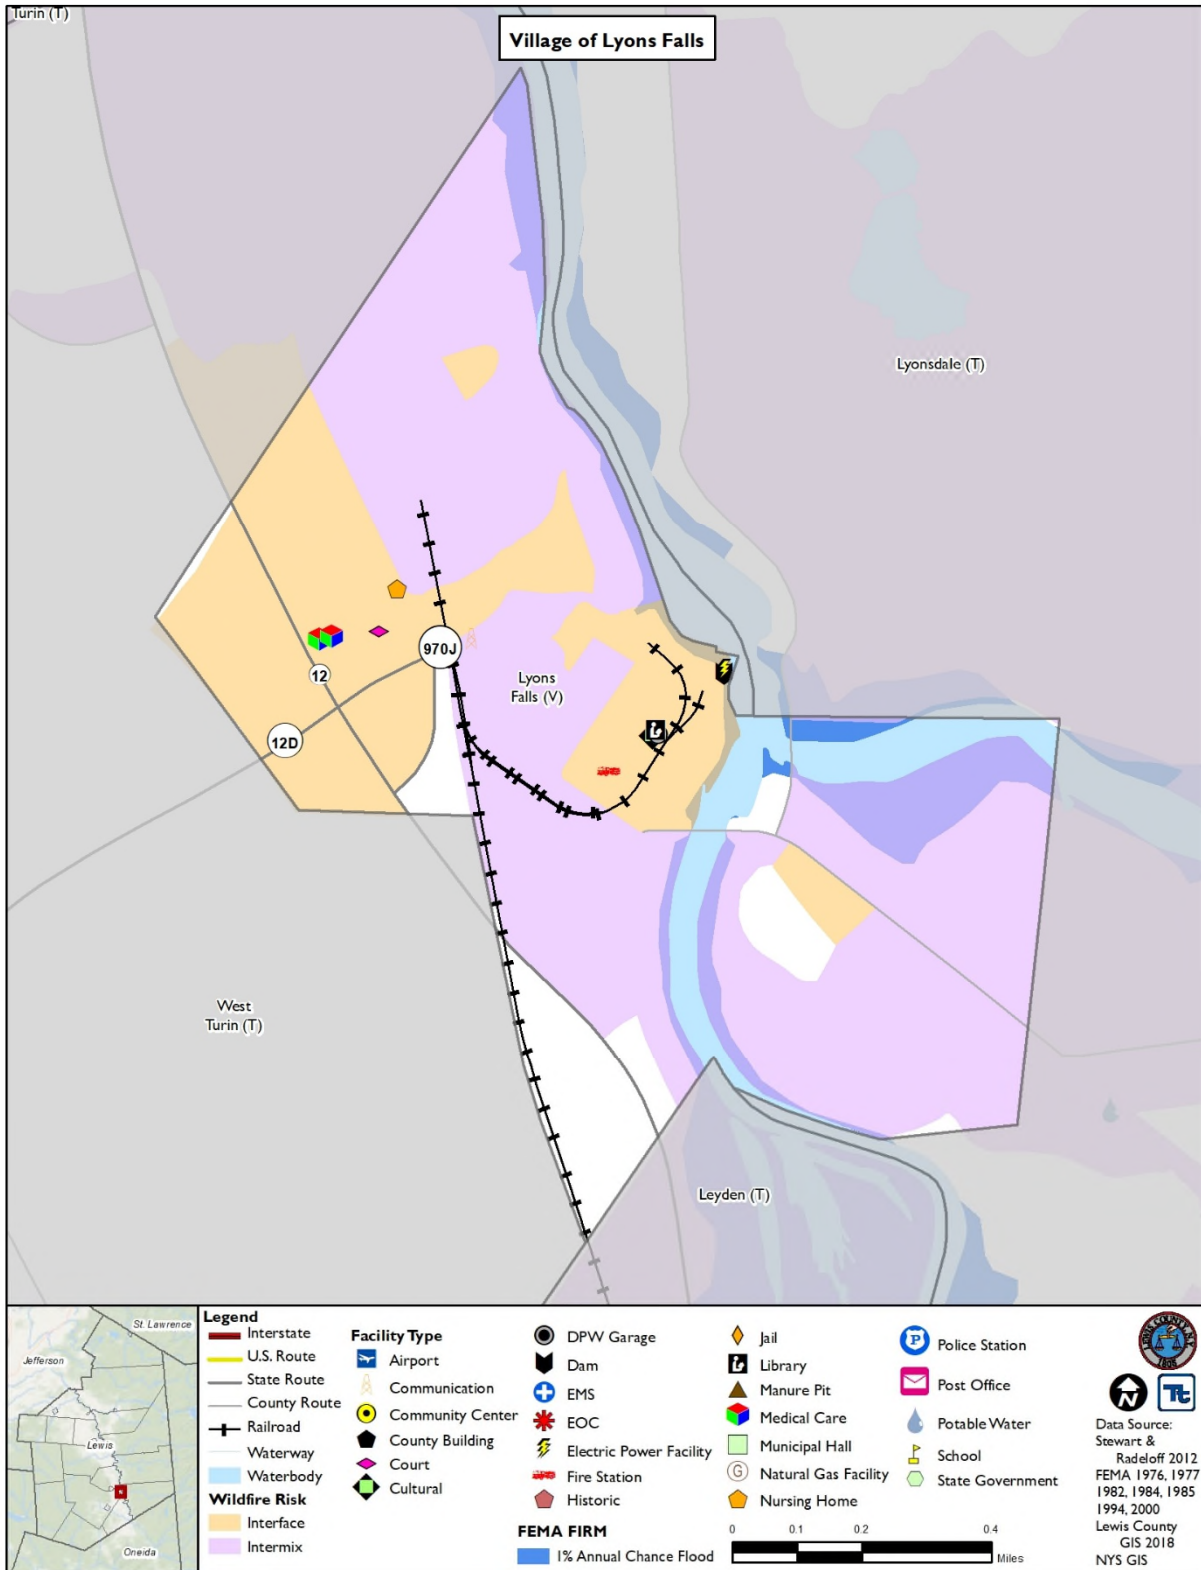 Turin (T)
Village of Lyons Falls
Lyonsdale (T)
970J
Lyons
Falls (V)
12
12D
West
Turin (T)
Leyden (T)
St. Lawrence
Jefferson
Lewis
Oneida
Legend
Interstate
U.S. Route
State Route
County Route
Railroad
Waterway
Waterbody
Wildfire Risk
Interface
Intermix
Facility Type
Airport
Communication
Community Center
County Building
Court
Cultural
DPW Garage
Dam
EMS
EOC
Electric Power Facility
Fire Station
Historic
FEMA FIRM
1% Annual Chance Flood
Jail
Library
Manure Pit
Medical Care
Municipal Hall
G
Natural Gas Facility
Nursing Home
0 0.1 0.2 0.4
Miles
P
Police Station
Post Office
Potable Water
School
State Government
LEWIS COUNTY, N.Y.
1805
N
Tt
Data Source:
Stewart &
Radeloff 2012
FEMA 1976, 1977
1982, 1984, 1985
1994, 2000
Lewis County
GIS 2018
NYS GIS